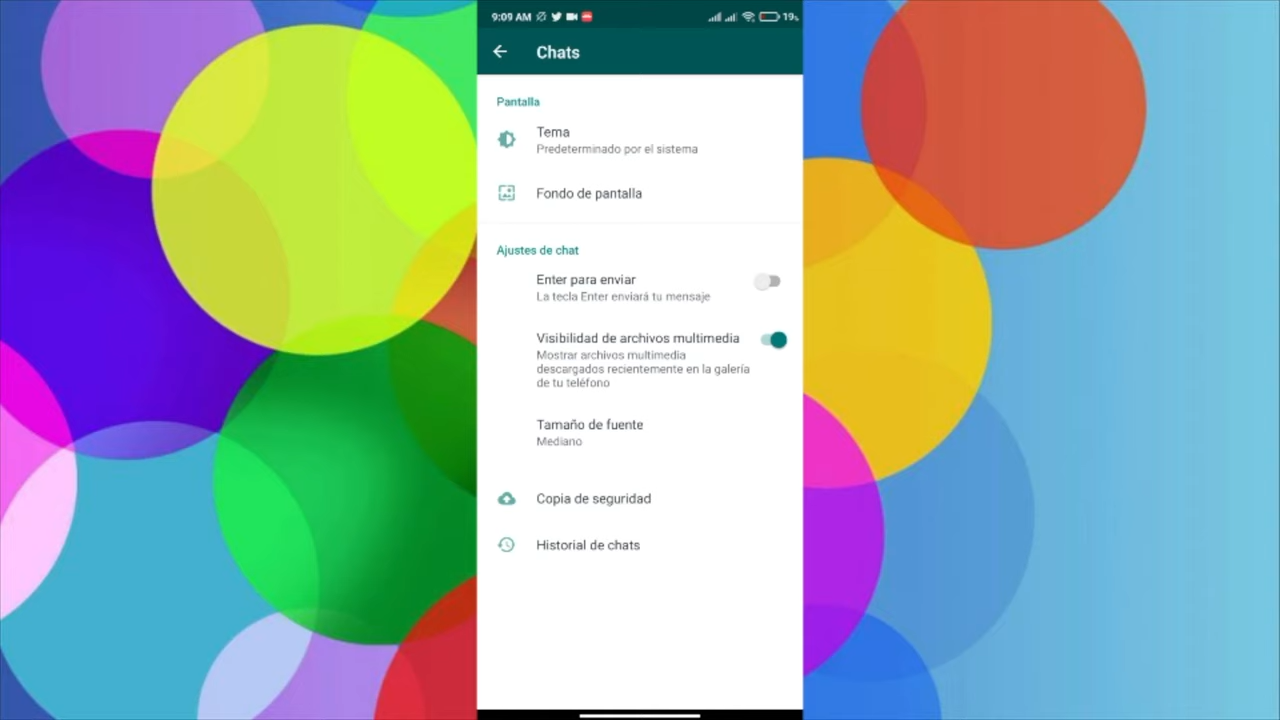 9:09 AM 19%
Chats
Pantalla
Tema
Predeterminado por el sistema
Fondo de pantalla
Ajustes de chat
Enter para enviar
La tecla Enter enviará tu mensaje
Visibilidad de archivos multimedia
Mostrar archivos multimedia
descargados recientemente en la galería
de tu teléfono
Tamaño de fuente
Mediano
Copia de seguridad
Historial de chats